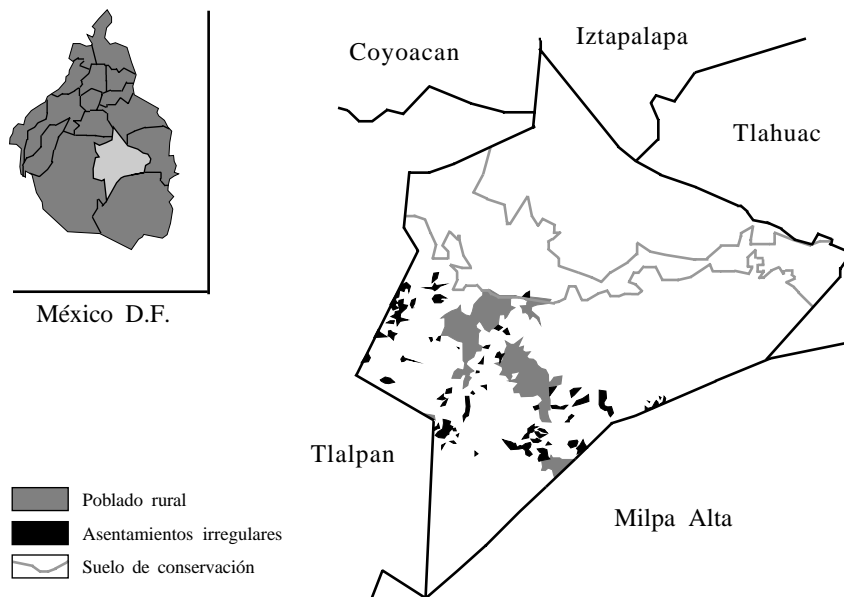 Iztapalapa
Coyoacan
Tlahuac
México D.F.
Tlalpan
Milpa Alta
Poblado rural
Asentamientos irregulares
Suelo de conservación